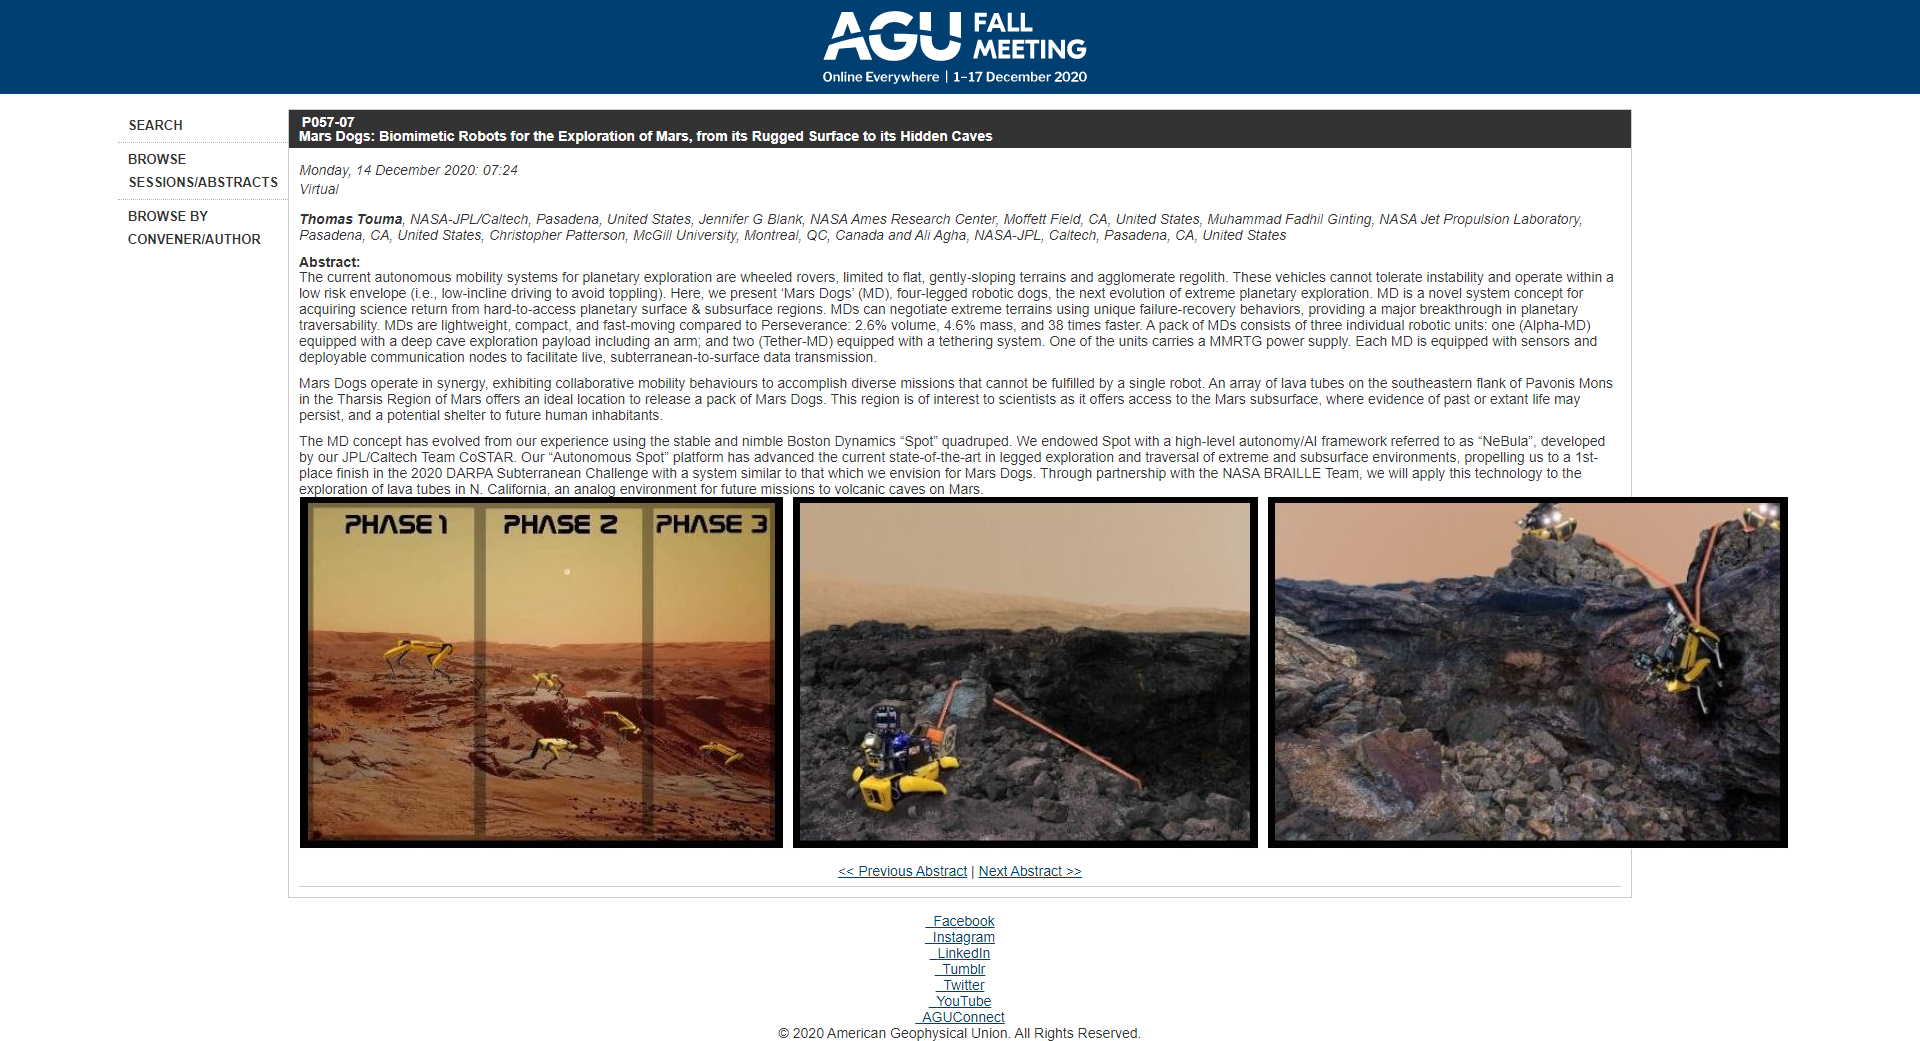 AGU FALL MEETING
Online Everywhere | 1–17 December 2020
SEARCH
BROWSE
SESSIONS/ABSTRACTS
BROWSE BY
CONVENER/AUTHOR
P057-07
Mars Dogs: Biomimetic Robots for the Exploration of Mars, from its Rugged Surface to its Hidden Caves
Monday, 14 December 2020: 07:24
Virtual
Thomas Touma, NASA-JPL/Caltech, Pasadena, United States, Jennifer G Blank, NASA Ames Research Center, Moffett Field, CA, United States, Muhammad Fadhil Ginting, NASA Jet Propulsion Laboratory,
Pasadena, CA, United States, Christopher Patterson, McGill University, Montreal, QC, Canada and Ali Agha, NASA-JPL, Caltech, Pasadena, CA, United States
Abstract:
The current autonomous mobility systems for planetary exploration are wheeled rovers, limited to flat, gently-sloping terrains and agglomerate regolith. These vehicles cannot tolerate instability and operate within a
low risk envelope (i.e., low-incline driving to avoid toppling). Here, we present ‘Mars Dogs’ (MD), four-legged robotic dogs, the next evolution of extreme planetary exploration. MD is a novel system concept for
acquiring science return from hard-to-access planetary surface & subsurface regions. MDs can negotiate extreme terrains using unique failure-recovery behaviors, providing a major breakthrough in planetary
traversability. MDs are lightweight, compact, and fast-moving compared to Perseverance: 2.6% volume, 4.6% mass, and 38 times faster. A pack of MDs consists of three individual robotic units: one (Alpha-MD)
equipped with a deep cave exploration payload including an arm; and two (Tether-MD) equipped with a tethering system. One of the units carries a MMRTG power supply. Each MD is equipped with sensors and
deployable communication nodes to facilitate live, subterranean-to-surface data transmission.
Mars Dogs operate in synergy, exhibiting collaborative mobility behaviours to accomplish diverse missions that cannot be fulfilled by a single robot. An array of lava tubes on the southeastern flank of Pavonis Mons
in the Tharsis Region of Mars offers an ideal location to release a pack of Mars Dogs. This region is of interest to scientists as it offers access to the Mars subsurface, where evidence of past or extant life may
persist, and a potential shelter to future human inhabitants.
The MD concept has evolved from our experience using the stable and nimble Boston Dynamics “Spot” quadruped. We endowed Spot with a high-level autonomy/AI framework referred to as “NeBula”, developed
by our JPL/Caltech Team CoSTAR. Our “Autonomous Spot” platform has advanced the current state-of-the-art in legged exploration and traversal of extreme and subsurface environments, propelling us to a 1st-
place finish in the 2020 DARPA Subterranean Challenge with a system similar to that which we envision for Mars Dogs. Through partnership with the NASA BRAILLE Team, we will apply this technology to the
exploration of lava tubes in N. California, an analog environment for future missions to volcanic caves on Mars.
PHASE 1 PHASE 2 PHASE 3
<< Previous Abstract | Next Abstract >>
Facebook
Instagram
LinkedIn
Tumblr
Twitter
YouTube
AGUConnect
© 2020 American Geophysical Union. All Rights Reserved.